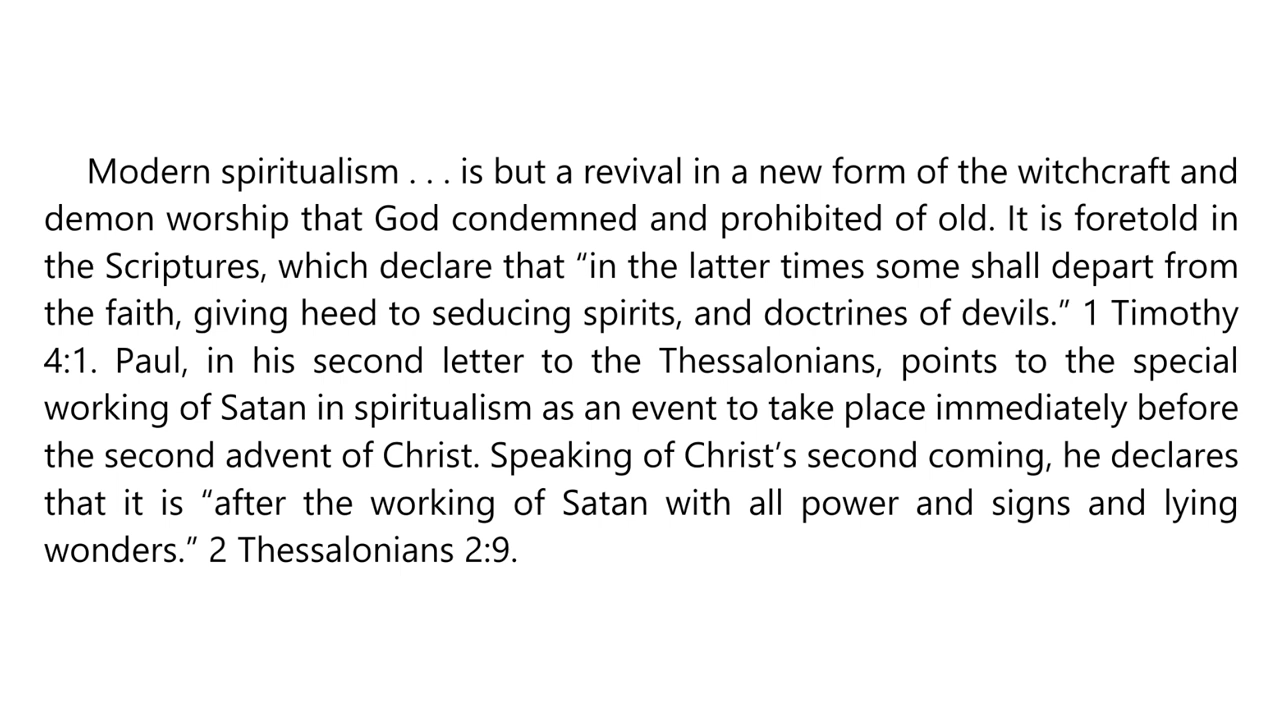 Modern spiritualism . . . is but a revival in a new form of the witchcraft and
demon worship that God condemned and prohibited of old. It is foretold in
the Scriptures, which declare that “in the latter times some shall depart from
the faith, giving heed to seducing spirits, and doctrines of devils.” 1 Timothy
4:1. Paul, in his second letter to the Thessalonians, points to the special
working of Satan in spiritualism as an event to take place immediately before
the second advent of Christ. Speaking of Christ’s second coming, he declares
that it is “after the working of Satan with all power and signs and lying
wonders.” 2 Thessalonians 2:9.